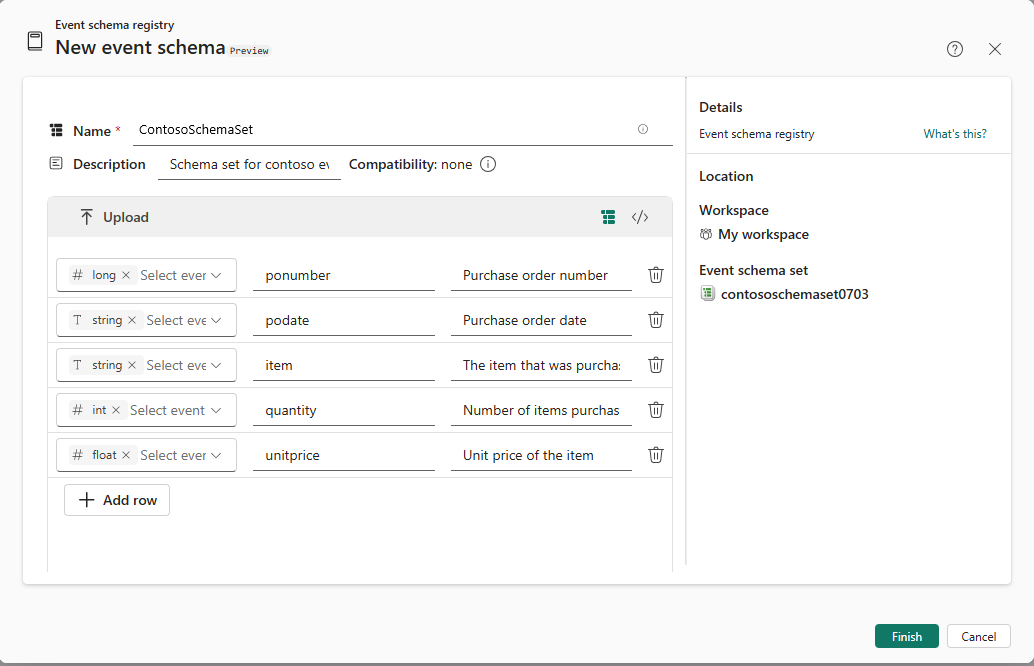 Event schema registry
New event schema Preview
Name * ContosoSchemaSet
Description Schema set for contoso ev Compatibility: none
Upload
long Select ever ponumber Purchase order number
string Select eve podate Purchase order date
string Select eve item The item that was purcha
int Select event quantity Number of items purchas
float Select ever unitprice Unit price of the item
Add row
Details
Event schema registry What's this?
Location
Workspace
My workspace
Event schema set
contososchemaset0703
Finish Cancel